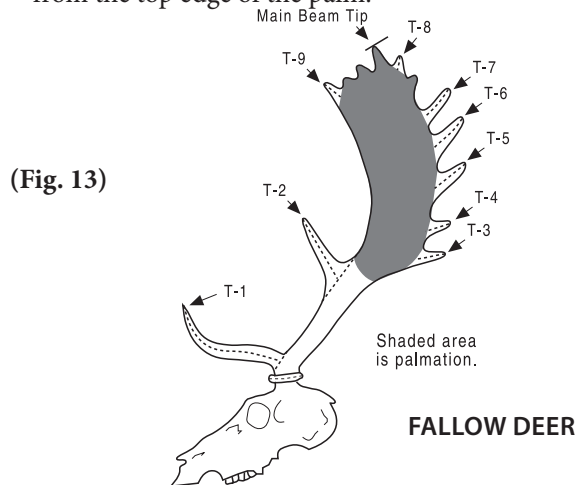 from the top edge of the palm.
Main Beam Tip
T-8
T-9
T-7
T-6
T-5
(Fig. 13)
T-2
T-4
T-3
T-1
Shaded area
is palmation.
FALLOW DEER